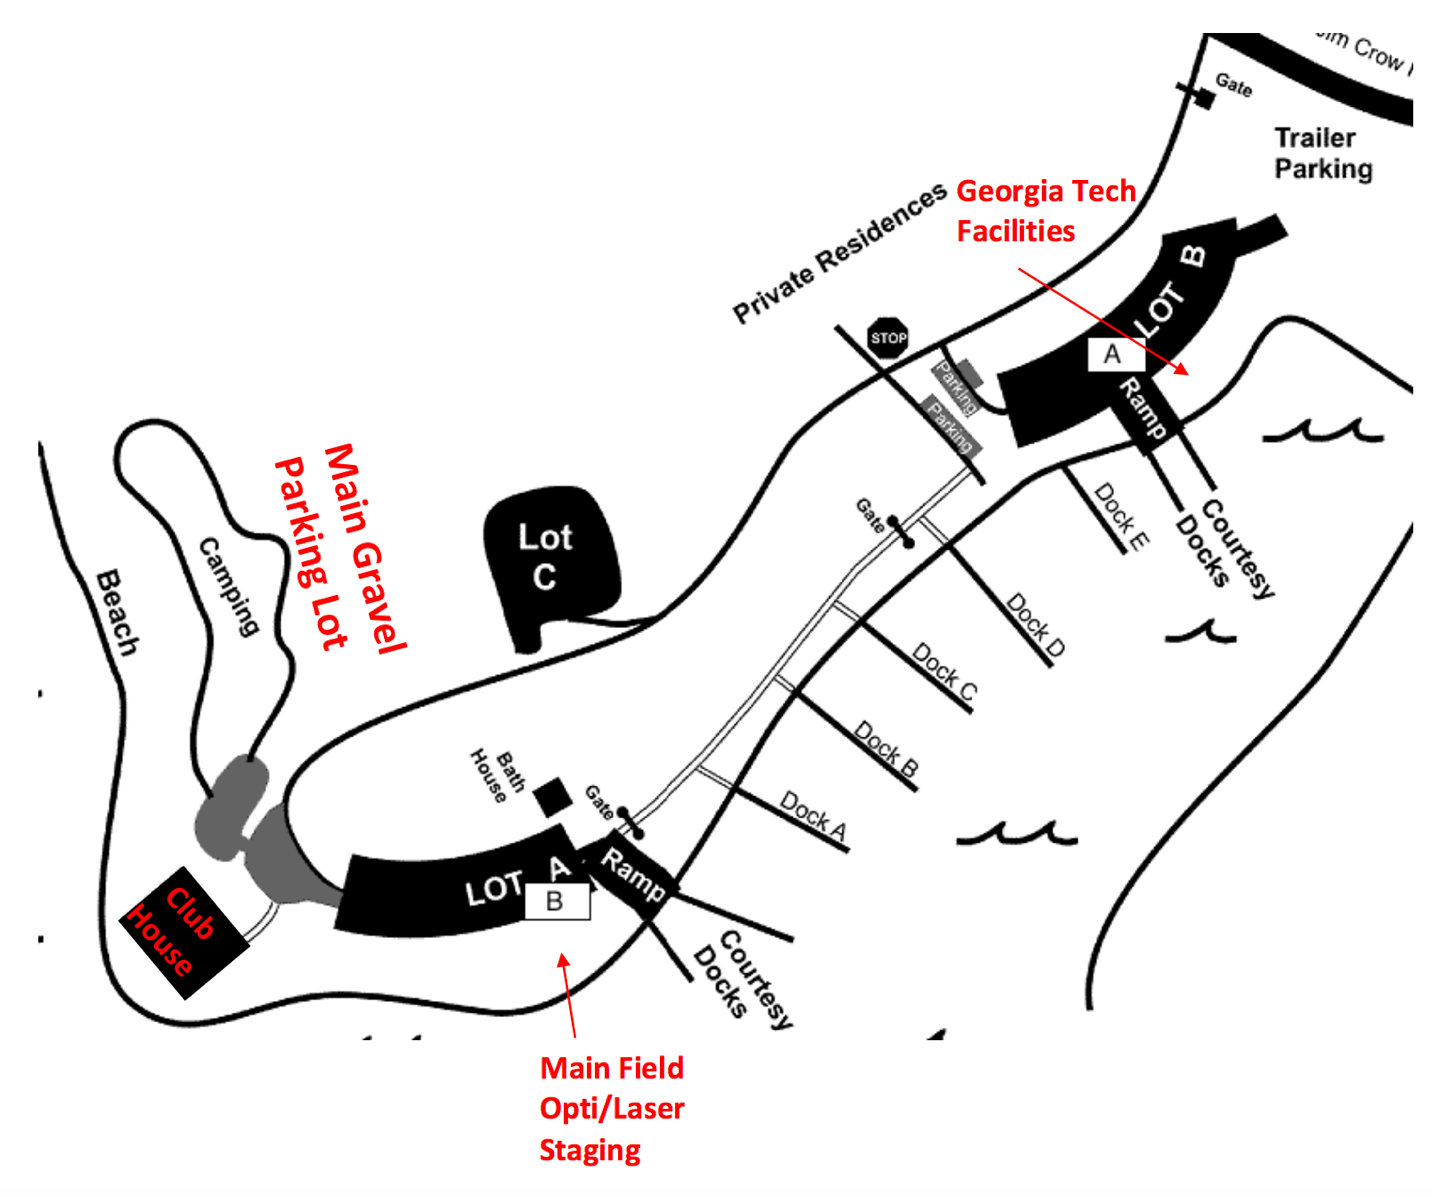 Jim Crow
Gate
Trailer
Parking
Georgia Tech
Facilities
Private Residences
LOT B
STOP
A
Parking
Parking
Ramp
Gate
Dock E
Courtesy
Docks
Dock D
Dock C
Dock B
Dock A
Main Gravel
Parking Lot
Lot
C
Camping
Beach
Bath
House
Gate
LOT A
B
Ramp
Club
House
Courtesy
Docks
Main Field
Opti/Laser
Staging